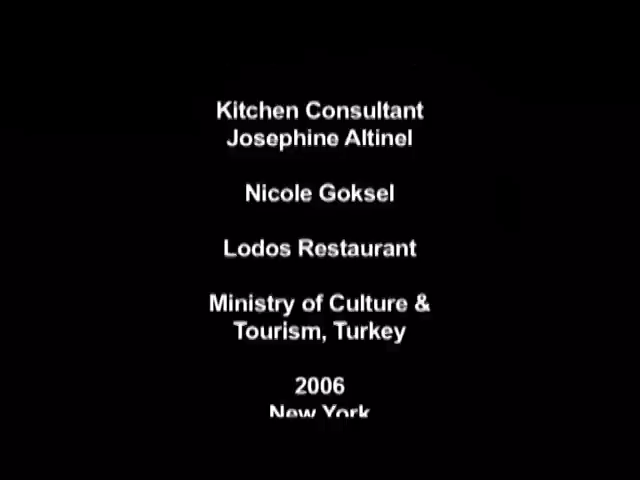 Kitchen Consultant
Josephine Altinel
Nicole Goksel
Lodos Restaurant
Ministry of Culture &
Tourism, Turkey
2006
New York